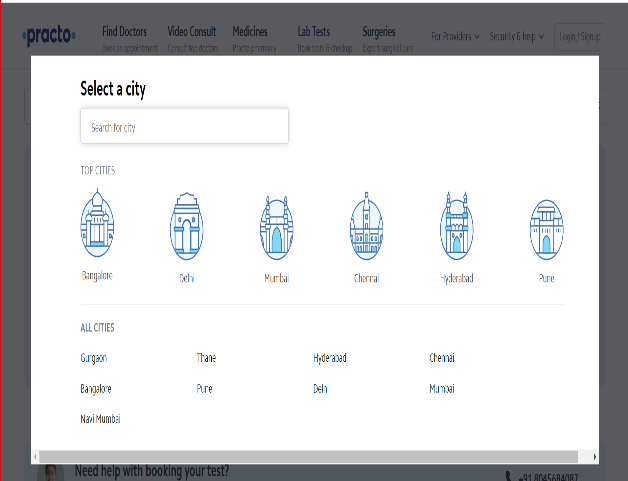 practo
Find Doctors Video Consult Medicines Lab Tests Surgeries
Book an appointment Consult top doctors Practo pharmacy Book tests & checkup Expert surgical care
For Providers Security & help Login / Signup
Select a city
Search for city
TOP CITIES
Bangalore Delhi Mumbai Chennai Hyderabad Pune
ALL CITIES
Gurgaon Thane Hyderabad Chennai
Bangalore Pune Delhi Mumbai
Navi Mumbai
Need help with booking your test?
+91 8045684087